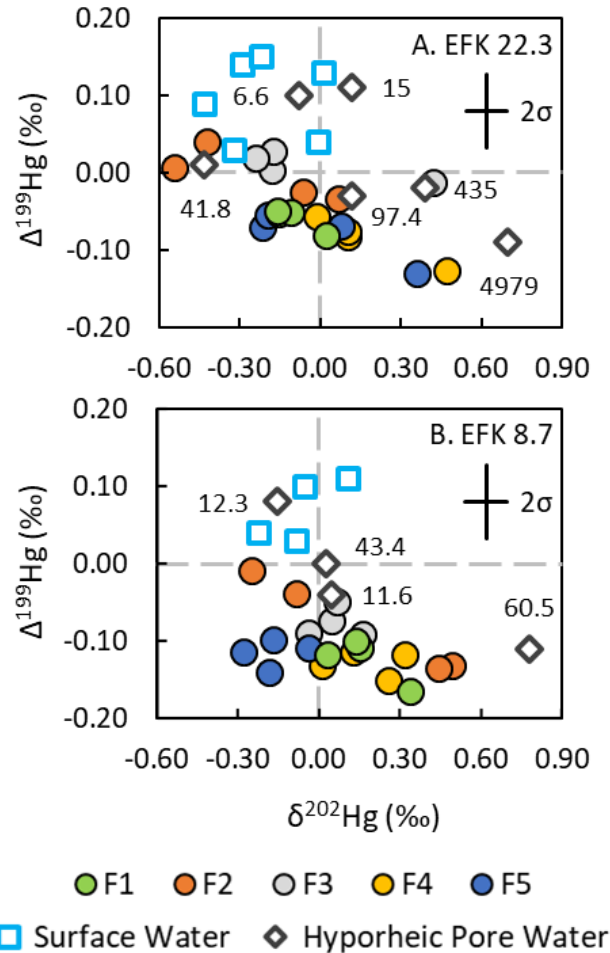 0.20
A. EFK 22.3
0.10
6.6
15
2σ
0.00
41.8
97.4
435
-0.10
4979
-0.20
Δ¹⁹⁹Hg (‰)
-0.60 -0.30 0.00 0.30 0.60 0.90
0.20
B. EFK 8.7
0.10
12.3
2σ
43.4
0.00
11.6
60.5
-0.10
-0.20
Δ¹⁹⁹Hg (‰)
-0.60 -0.30 0.00 0.30 0.60 0.90
δ²⁰²Hg (‰)
F1 F2 F3 F4 F5
Surface Water Hyporheic Pore Water